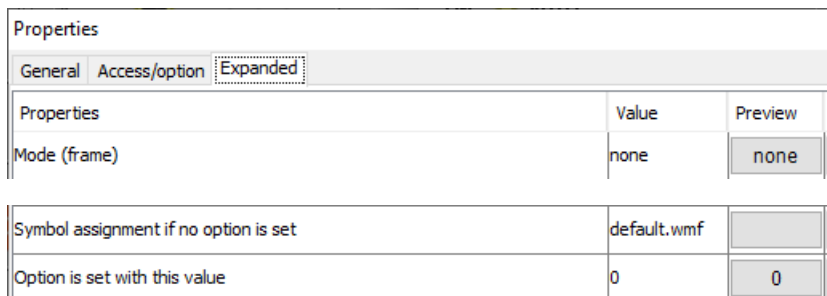 Properties
General Access/option Expanded
Properties Value Preview
Mode (frame) none none
Symbol assignment if no option is set default.wmf
Option is set with this value 0 0